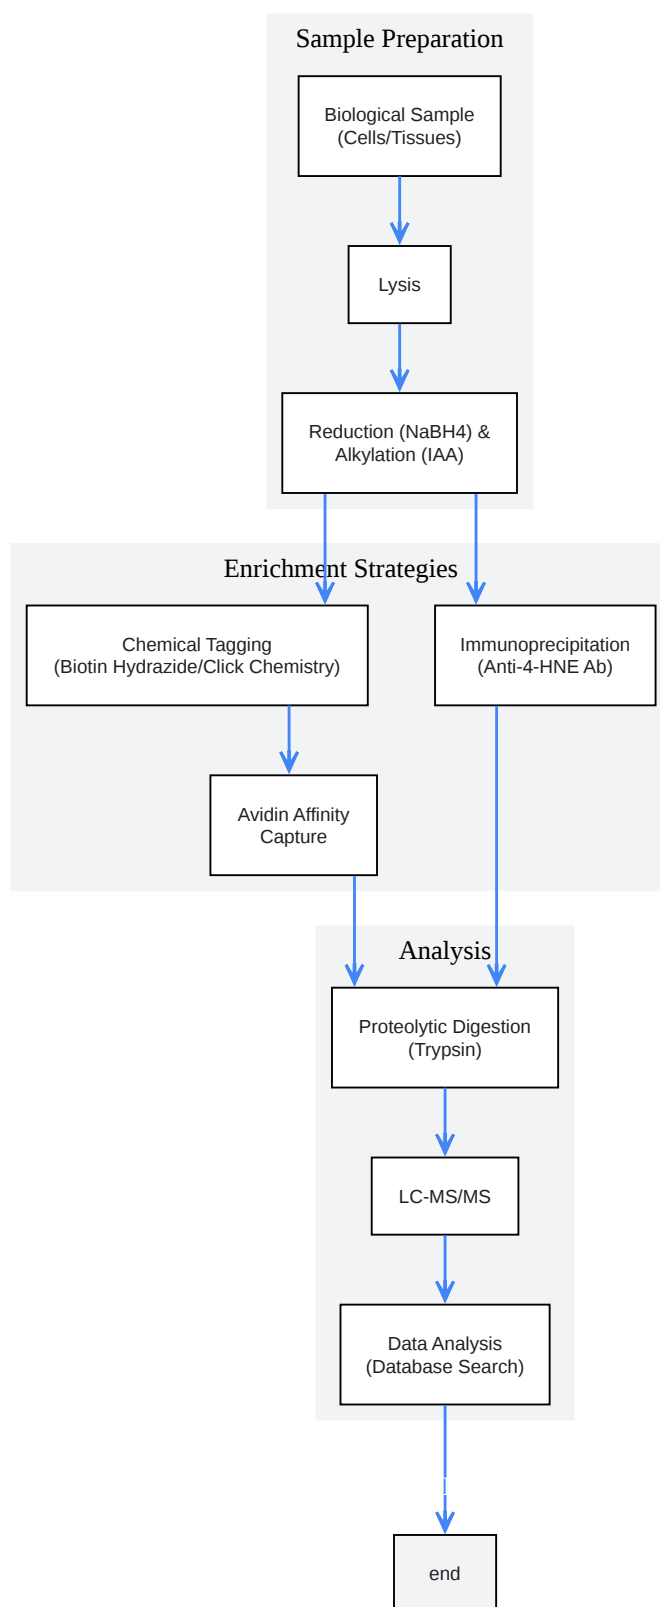 Sample Preparation
Biological Sample
(Cells/Tissues)
Lysis
Reduction (NaBH4) &
Alkylation (IAA)
Enrichment Strategies
Chemical Tagging
(Biotin Hydrazide/Click Chemistry)
Immunoprecipitation
(Anti-4-HNE Ab)
Avidin Affinity
Capture
Analysis
Proteolytic Digestion
(Trypsin)
LC-MS/MS
Data Analysis
(Database Search)
end